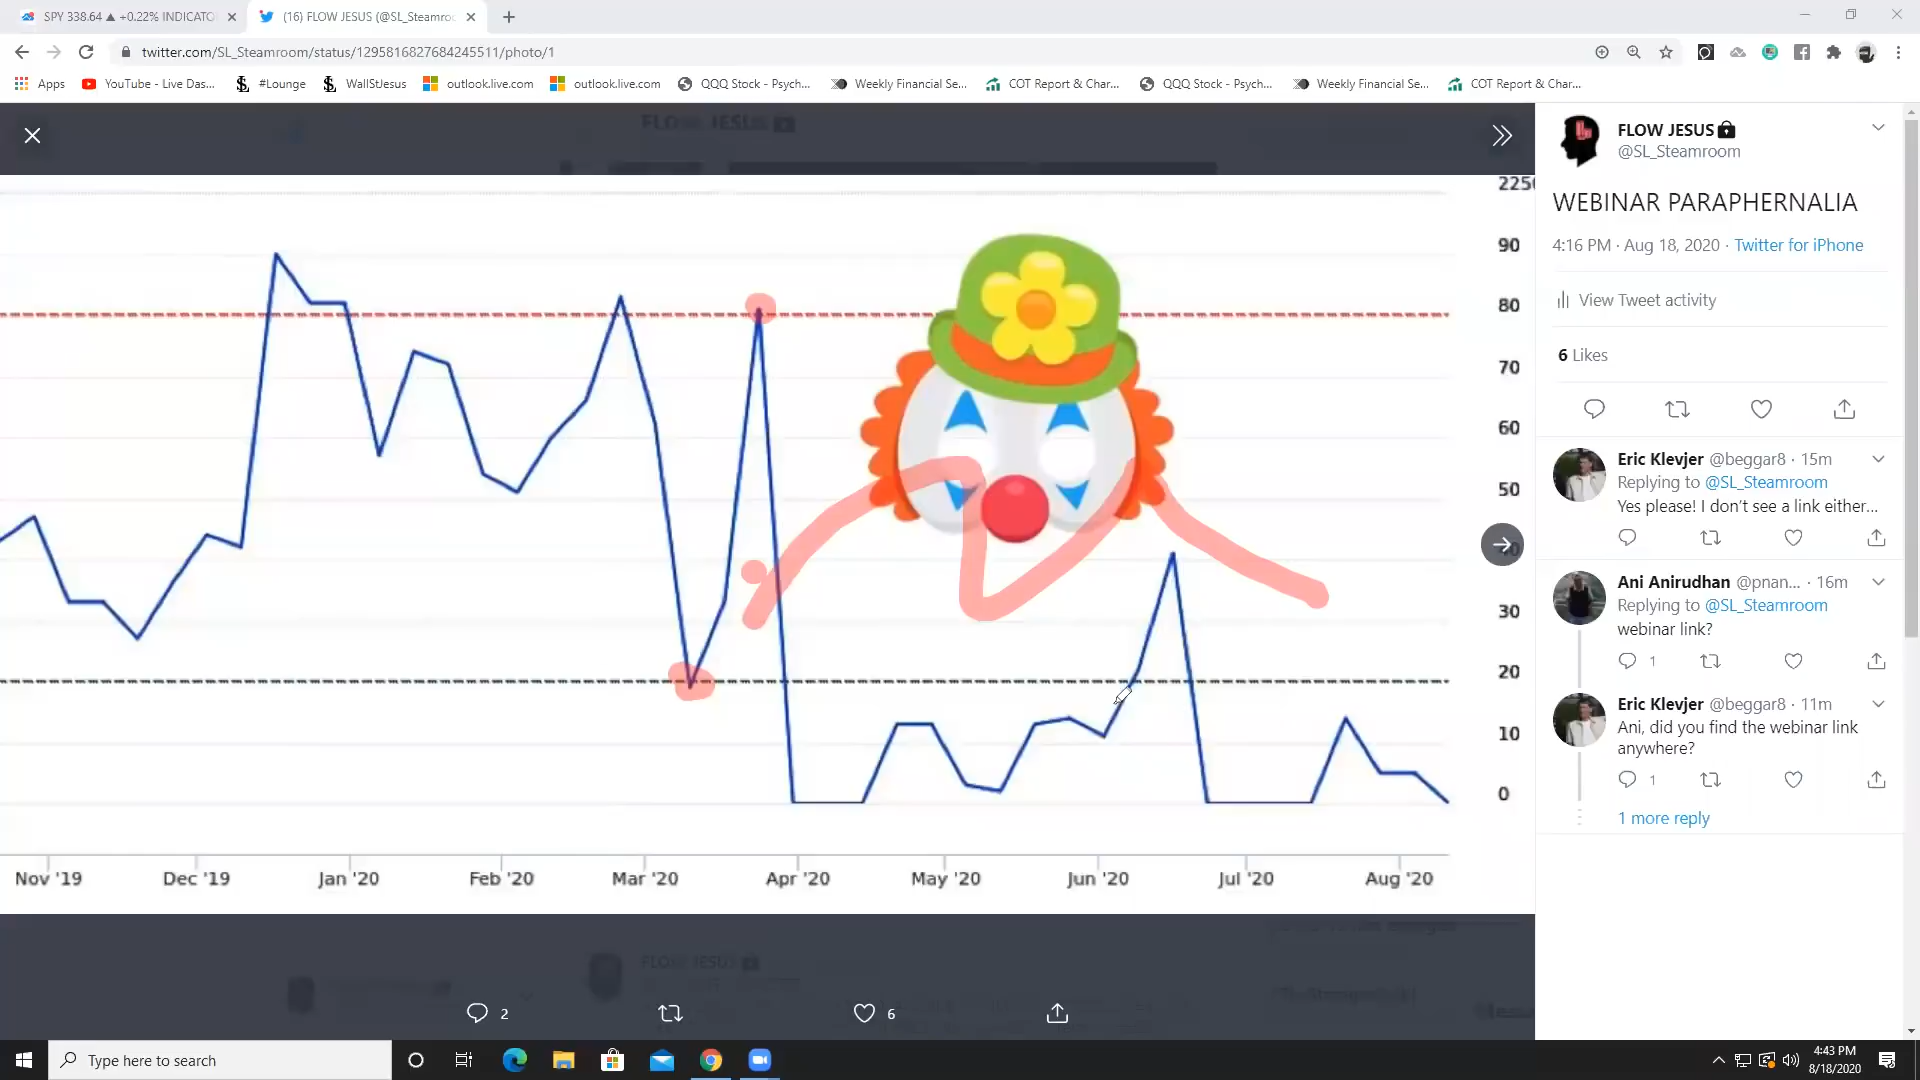 SPY 338.64 ▲ +0.22% INDICATO
(16) FLOW JESUS (@SL_Steamroo
twitter.com/SL_Steamroom/status/1295816827684245511/photo/1
Apps
YouTube - Live Das...
#Lounge
WallStJesus
outlook.live.com
outlook.live.com
QQQ Stock - Psych...
Weekly Financial Se...
COT Report & Char...
QQQ Stock - Psych...
Weekly Financial Se...
COT Report & Char...
FLOW JESUS
90
80
70
60
50
30
20
10
0
Nov '19
Dec '19
Jan '20
Feb '20
Mar '20
Apr '20
May '20
Jun '20
Jul '20
Aug '20
FLOW JESUS
2
6
FLOW JESUS
@SL_Steamroom
WEBINAR PARAPHERNALIA
4:16 PM · Aug 18, 2020 · Twitter for iPhone
View Tweet activity
6 Likes
Eric Klevjer @beggar8 · 15m
Replying to @SL_Steamroom
Yes please! I don't see a link either...
Ani Anirudhan @pnan... · 16m
Replying to @SL_Steamroom
webinar link?
1
Eric Klevjer @beggar8 · 11m
Ani, did you find the webinar link
anywhere?
1
1 more reply
Type here to search
4:43 PM
8/18/2020